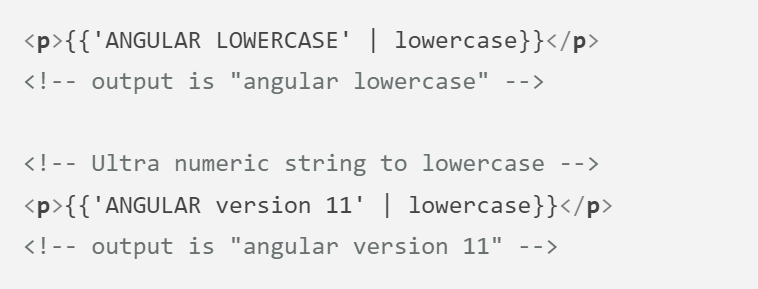 <p>{{'ANGULAR LOWERCASE' | lowercase}}</p>
<!-- output is "angular lowercase" -->
<!-- Ultra numeric string to lowercase -->
<p>{{'ANGULAR version 11' | lowercase}}</p>
<!-- output is "angular version 11" -->